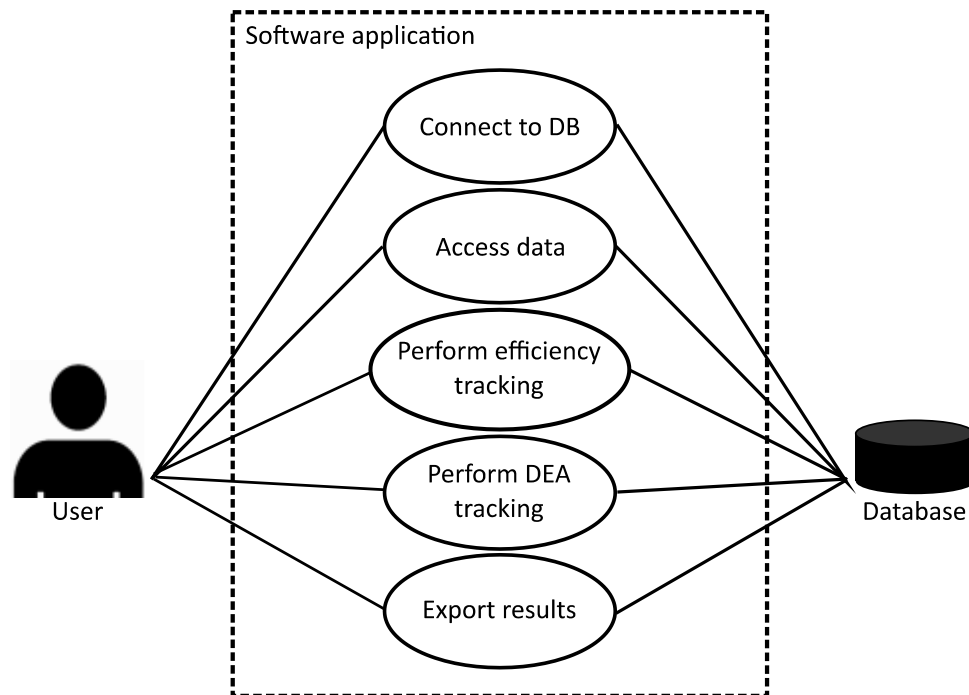 Software application
Connect to DB
Access data
Perform efficiency
tracking
Perform DEA
tracking
Export results
User
Database